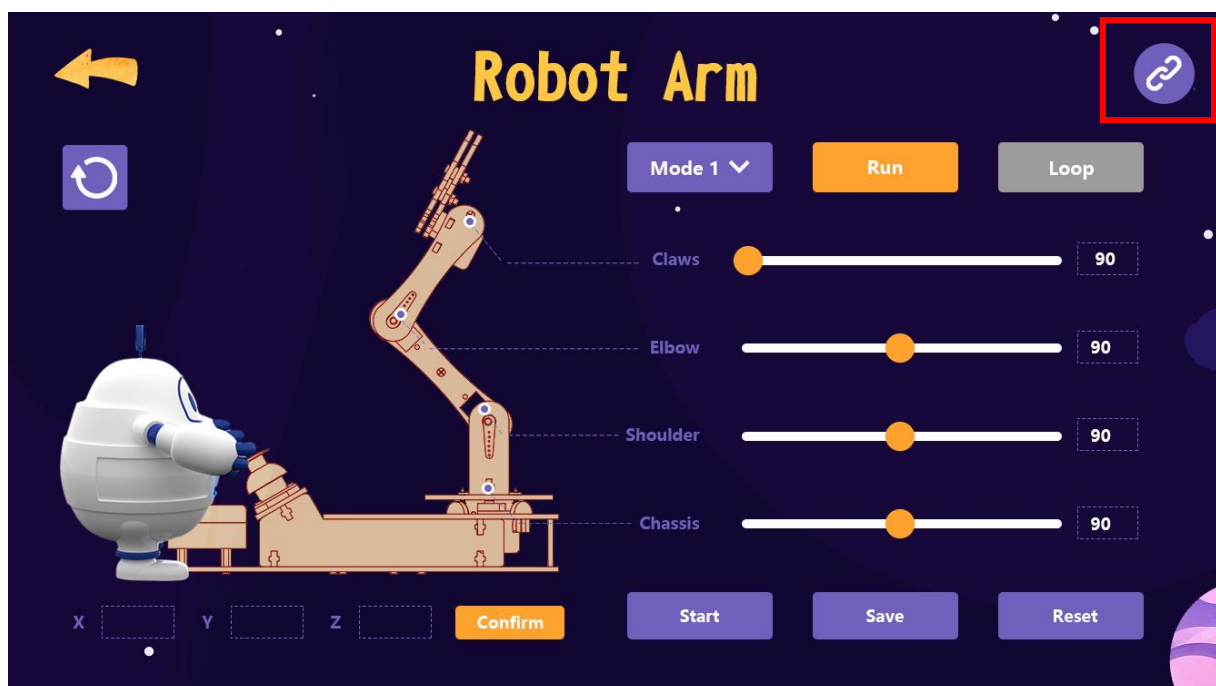 Robot Arm
Mode 1
Run
Loop
Claws
90
Elbow
90
Shoulder
90
Chassis
90
X
Y
Z
Confirm
Start
Save
Reset